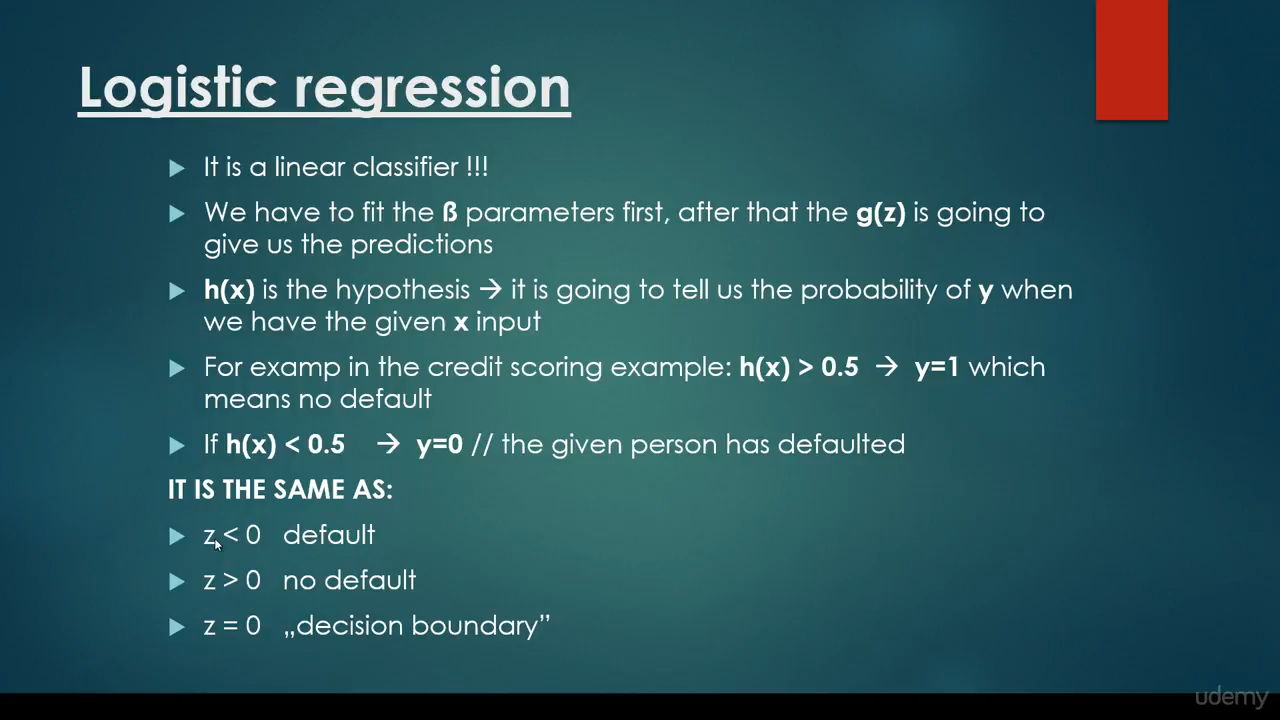 Logistic regression
It is a linear classifier !!!
We have to fit the ß parameters first, after that the g(z) is going to
give us the predictions
h(x) is the hypothesis → it is going to tell us the probability of y when
we have the given x input
For examp in the credit scoring example: h(x) > 0.5 → y=1 which
means no default
If h(x) < 0.5 → y=0 // the given person has defaulted
IT IS THE SAME AS:
z < 0 default
z > 0 no default
z = 0 „decision boundary”
udemy